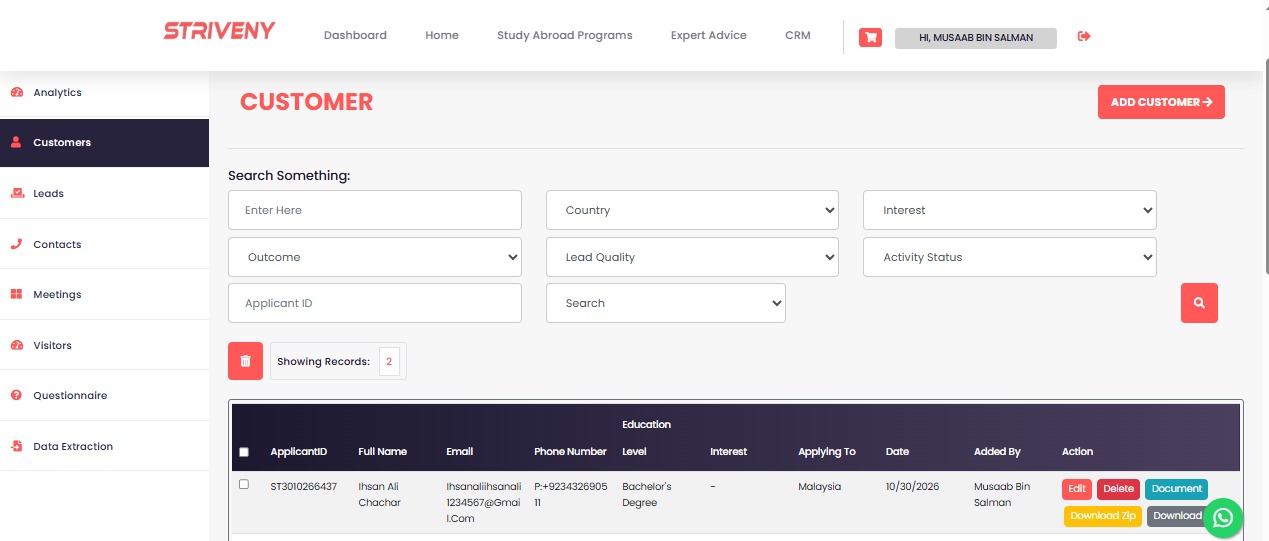 STRIVENY
Dashboard Home Study Abroad Programs Expert Advice CRM HI, MUSAAB BIN SALMAN
Analytics
Customers
Leads
Contacts
Meetings
Visitors
Questionnaire
Data Extraction
CUSTOMER
ADD CUSTOMER
Search Something:
Enter Here Country Interest
Outcome Lead Quality Activity Status
Applicant ID Search
Showing Records: 2
Education
ApplicantID Full Name Email Phone Number Level Interest Applying To Date Added By Action
ST3010266437 Ihsan Ali Ihsanaliihsanali P:+9234326905 Bachelor's - Malaysia 10/30/2026 Musaab Bin Edit Delete Document
Chachar 1234567@Gmai 11 Degree Salman
l.Com Download Zip Download